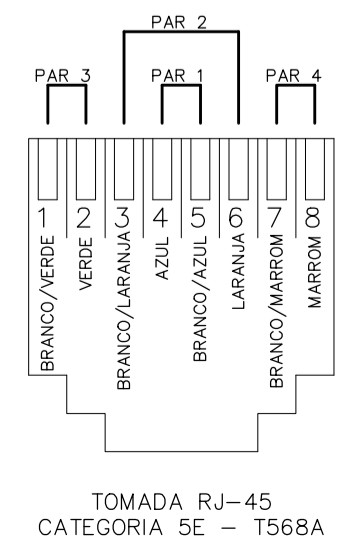 PAR 2
PAR 3
PAR 1
PAR 4
1
2
3
4
5
6
7
8
BRANCO/VERDE
VERDE
BRANCO/LARANJA
AZUL
BRANCO/AZUL
LARANJA
BRANCO/MARROM
MARROM
TOMADA RJ-45
CATEGORIA 5E - T568A